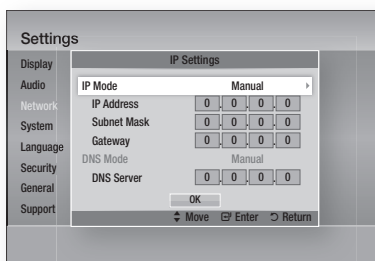 Settings
Display
Audio
Network
System
Language
Security
General
Support
IP Settings
IP Mode Manual
IP Address 0 . 0 . 0 . 0
Subnet Mask 0 . 0 . 0 . 0
Gateway 0 . 0 . 0 . 0
DNS Mode Manual
DNS Server 0 . 0 . 0 . 0
OK
Move Enter Return